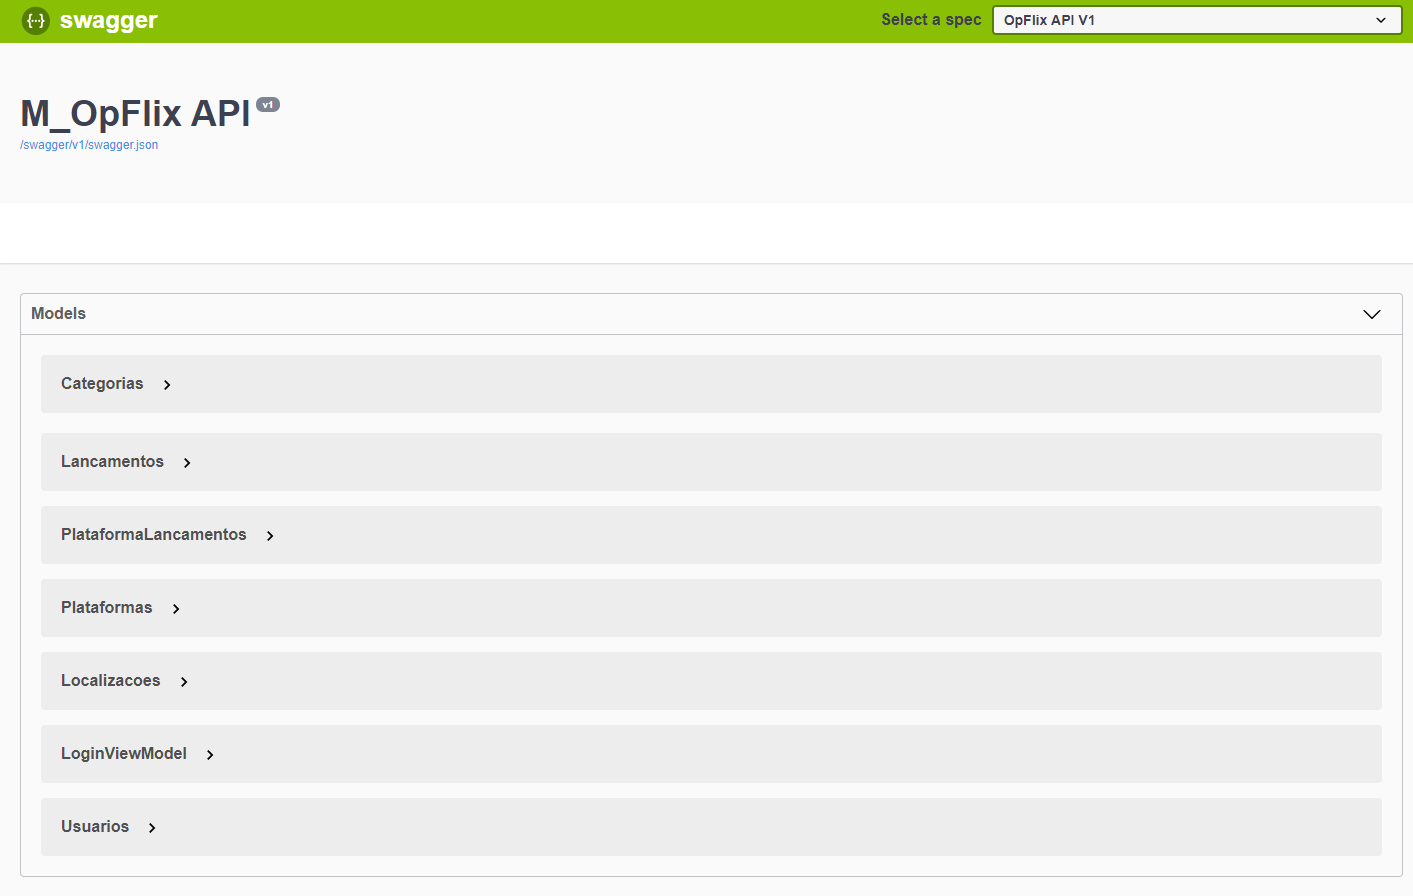 {··} swagger
Select a spec
OpFlix API V1
M_OpFlix API v1
/swagger/v1/swagger.json
Models
Categorias
Lancamentos
PlataformaLancamentos
Plataformas
Localizacoes
LoginViewModel
Usuarios